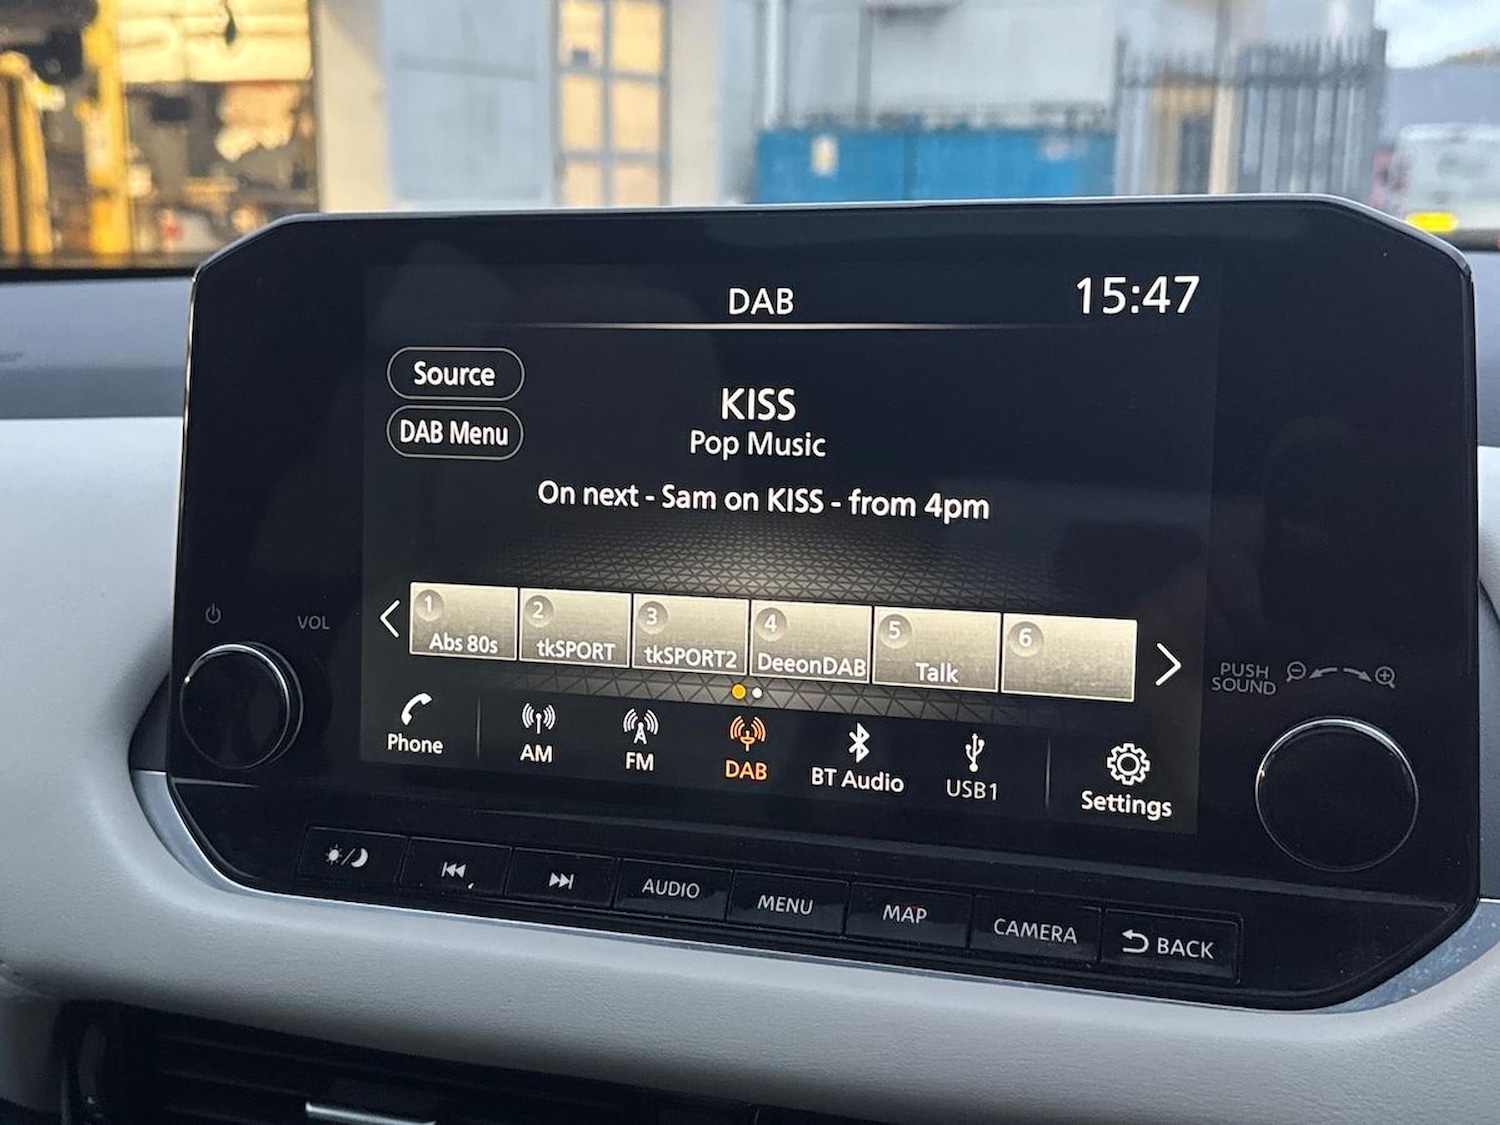 DAB
15:47
Source
DAB Menu
KISS
Pop Music
On next - Sam on KISS - from 4pm
1
Abs 80s
2
tkSPORT
3
tkSPORT2
4
DeeonDAB
5
Talk
6
VOL
PUSH
SOUND
Phone
AM
FM
DAB
BT Audio
USB1
Settings
AUDIO
MENU
MAP
CAMERA
BACK